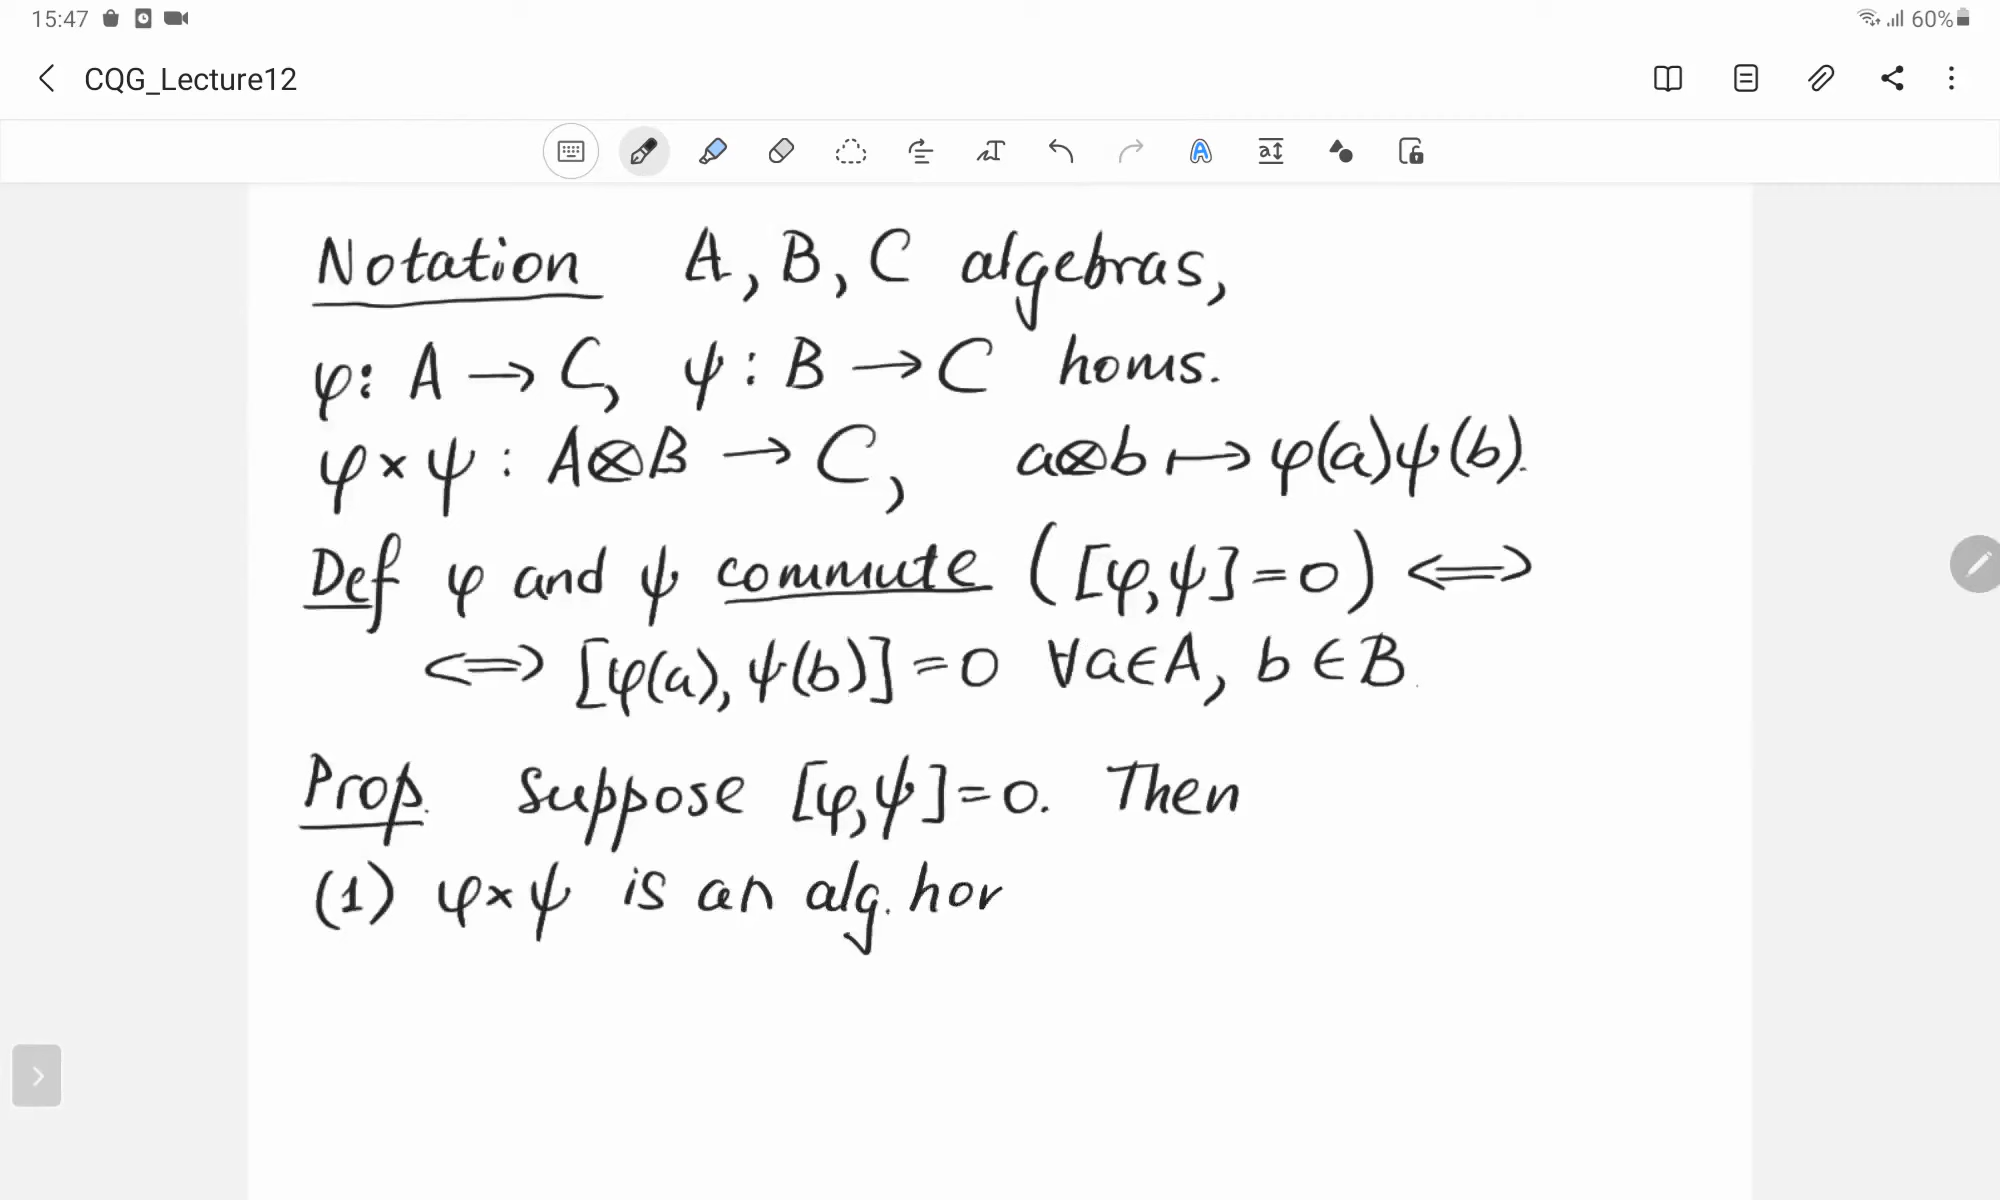 15:47 60%
CQG_Lecture12
Notation A, B, C algebras,
φ: A → C, ψ: B → C homs.
φ×ψ: A⊗B → C, a⊗b ↦ φ(a)ψ(b).
Def φ and ψ commute ([φ,ψ]=0) ⟺
⟺ [φ(a), ψ(b)]=0 ∀a∈A, b∈B.
Prop. Suppose [φ,ψ]=0. Then
(1) φ×ψ is an alg. hor